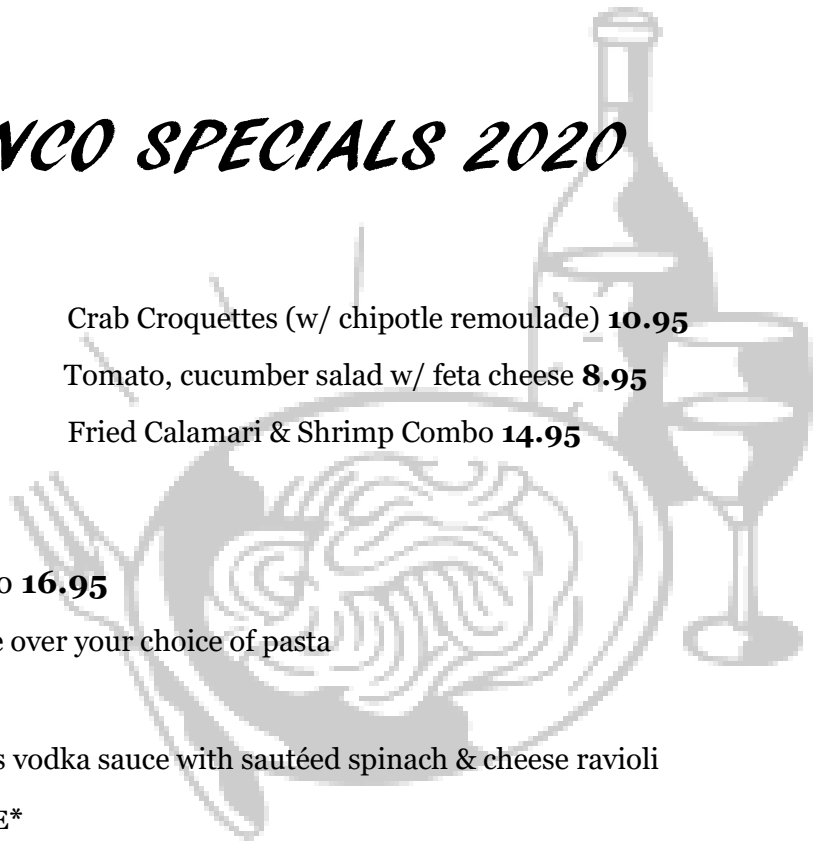 NCO SPECIALS 2020
Crab Croquettes (w/ chipotle remoulade) 10.95
Tomato, cucumber salad w/ feta cheese 8.95
Fried Calamari & Shrimp Combo 14.95
o 16.95
e over your choice of pasta
s vodka sauce with sautéed spinach & cheese ravioli
E*